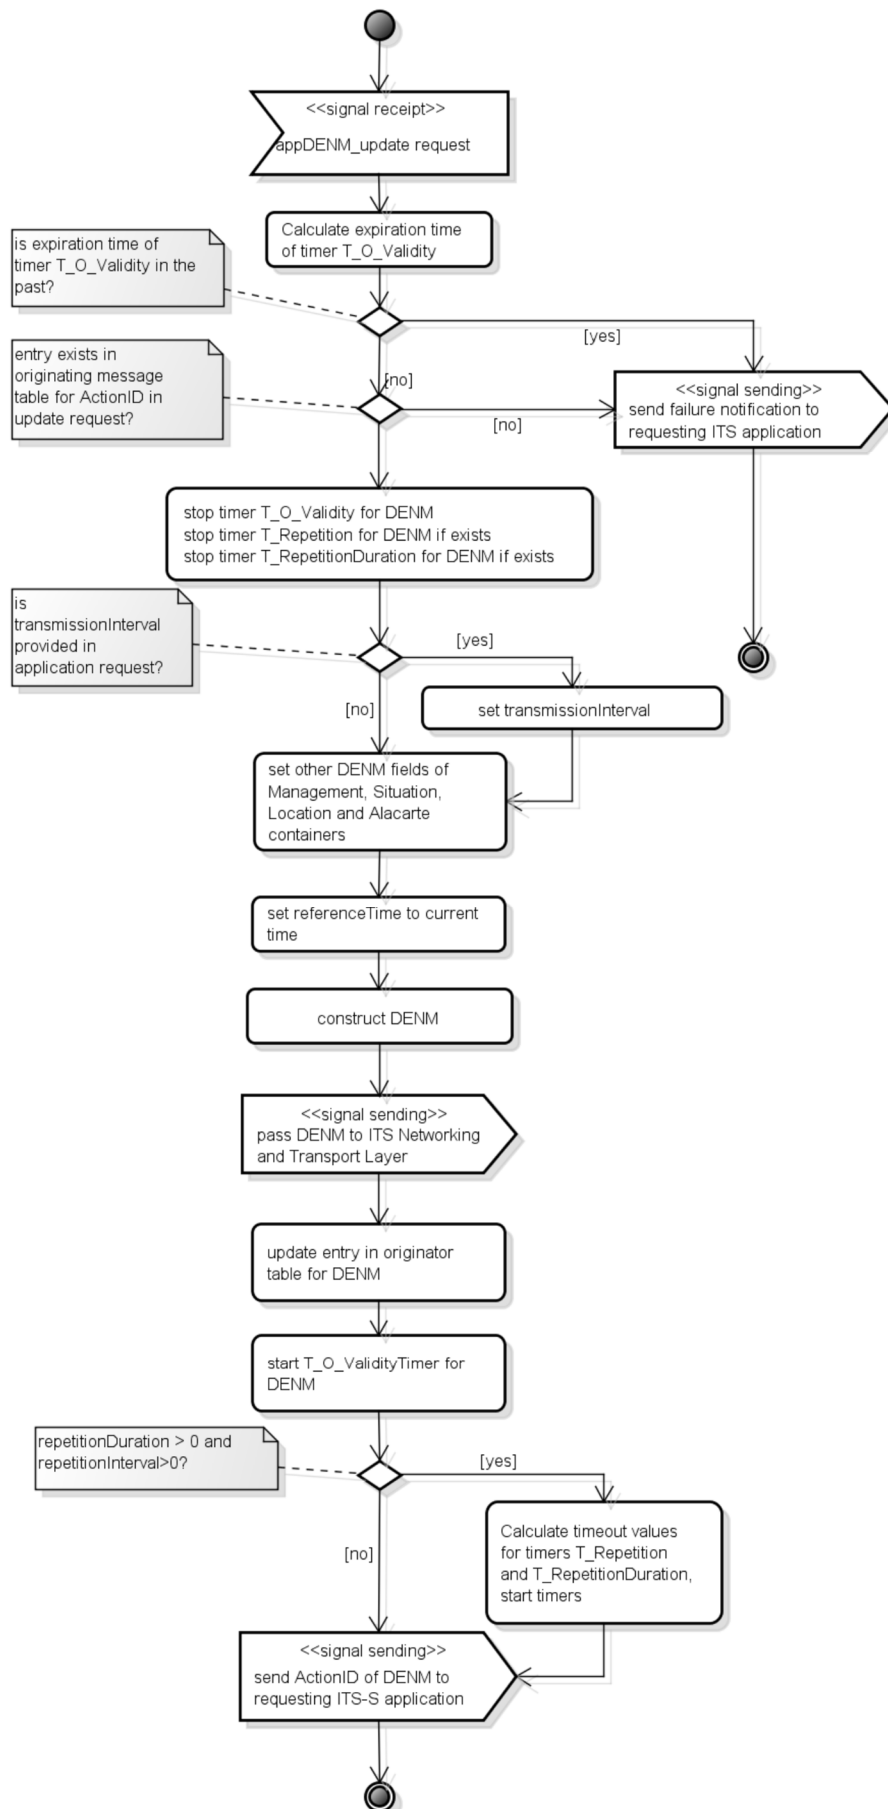 <<signal receipt>>
appDENM_update request
Calculate expiration time
of timer T_O_Validity
is expiration time of
timer T_O_Validity in the
past?
[yes]
entry exists in
originating message
table for ActionID in
update request?
[no]
[no]
<<signal sending>>
send failure notification to
requesting ITS application
stop timer T_O_Validity for DENM
stop timer T_Repetition for DENM if exists
stop timer T_RepetitionDuration for DENM if exists
is
transmissionInterval
provided in
application request?
[yes]
[no]
set transmissionInterval
set other DENM fields of
Management, Situation,
Location and Alacarte
containers
set referenceTime to current
time
construct DENM
<<signal sending>>
pass DENM to ITS Networking
and Transport Layer
update entry in originator
table for DENM
start T_O_ValidityTimer for
DENM
repetitionDuration > 0 and
repetitionInterval>0?
[yes]
[no]
Calculate timeout values
for timers T_Repetition
and T_RepetitionDuration,
start timers
<<signal sending>>
send ActionID of DENM to
requesting ITS-S application